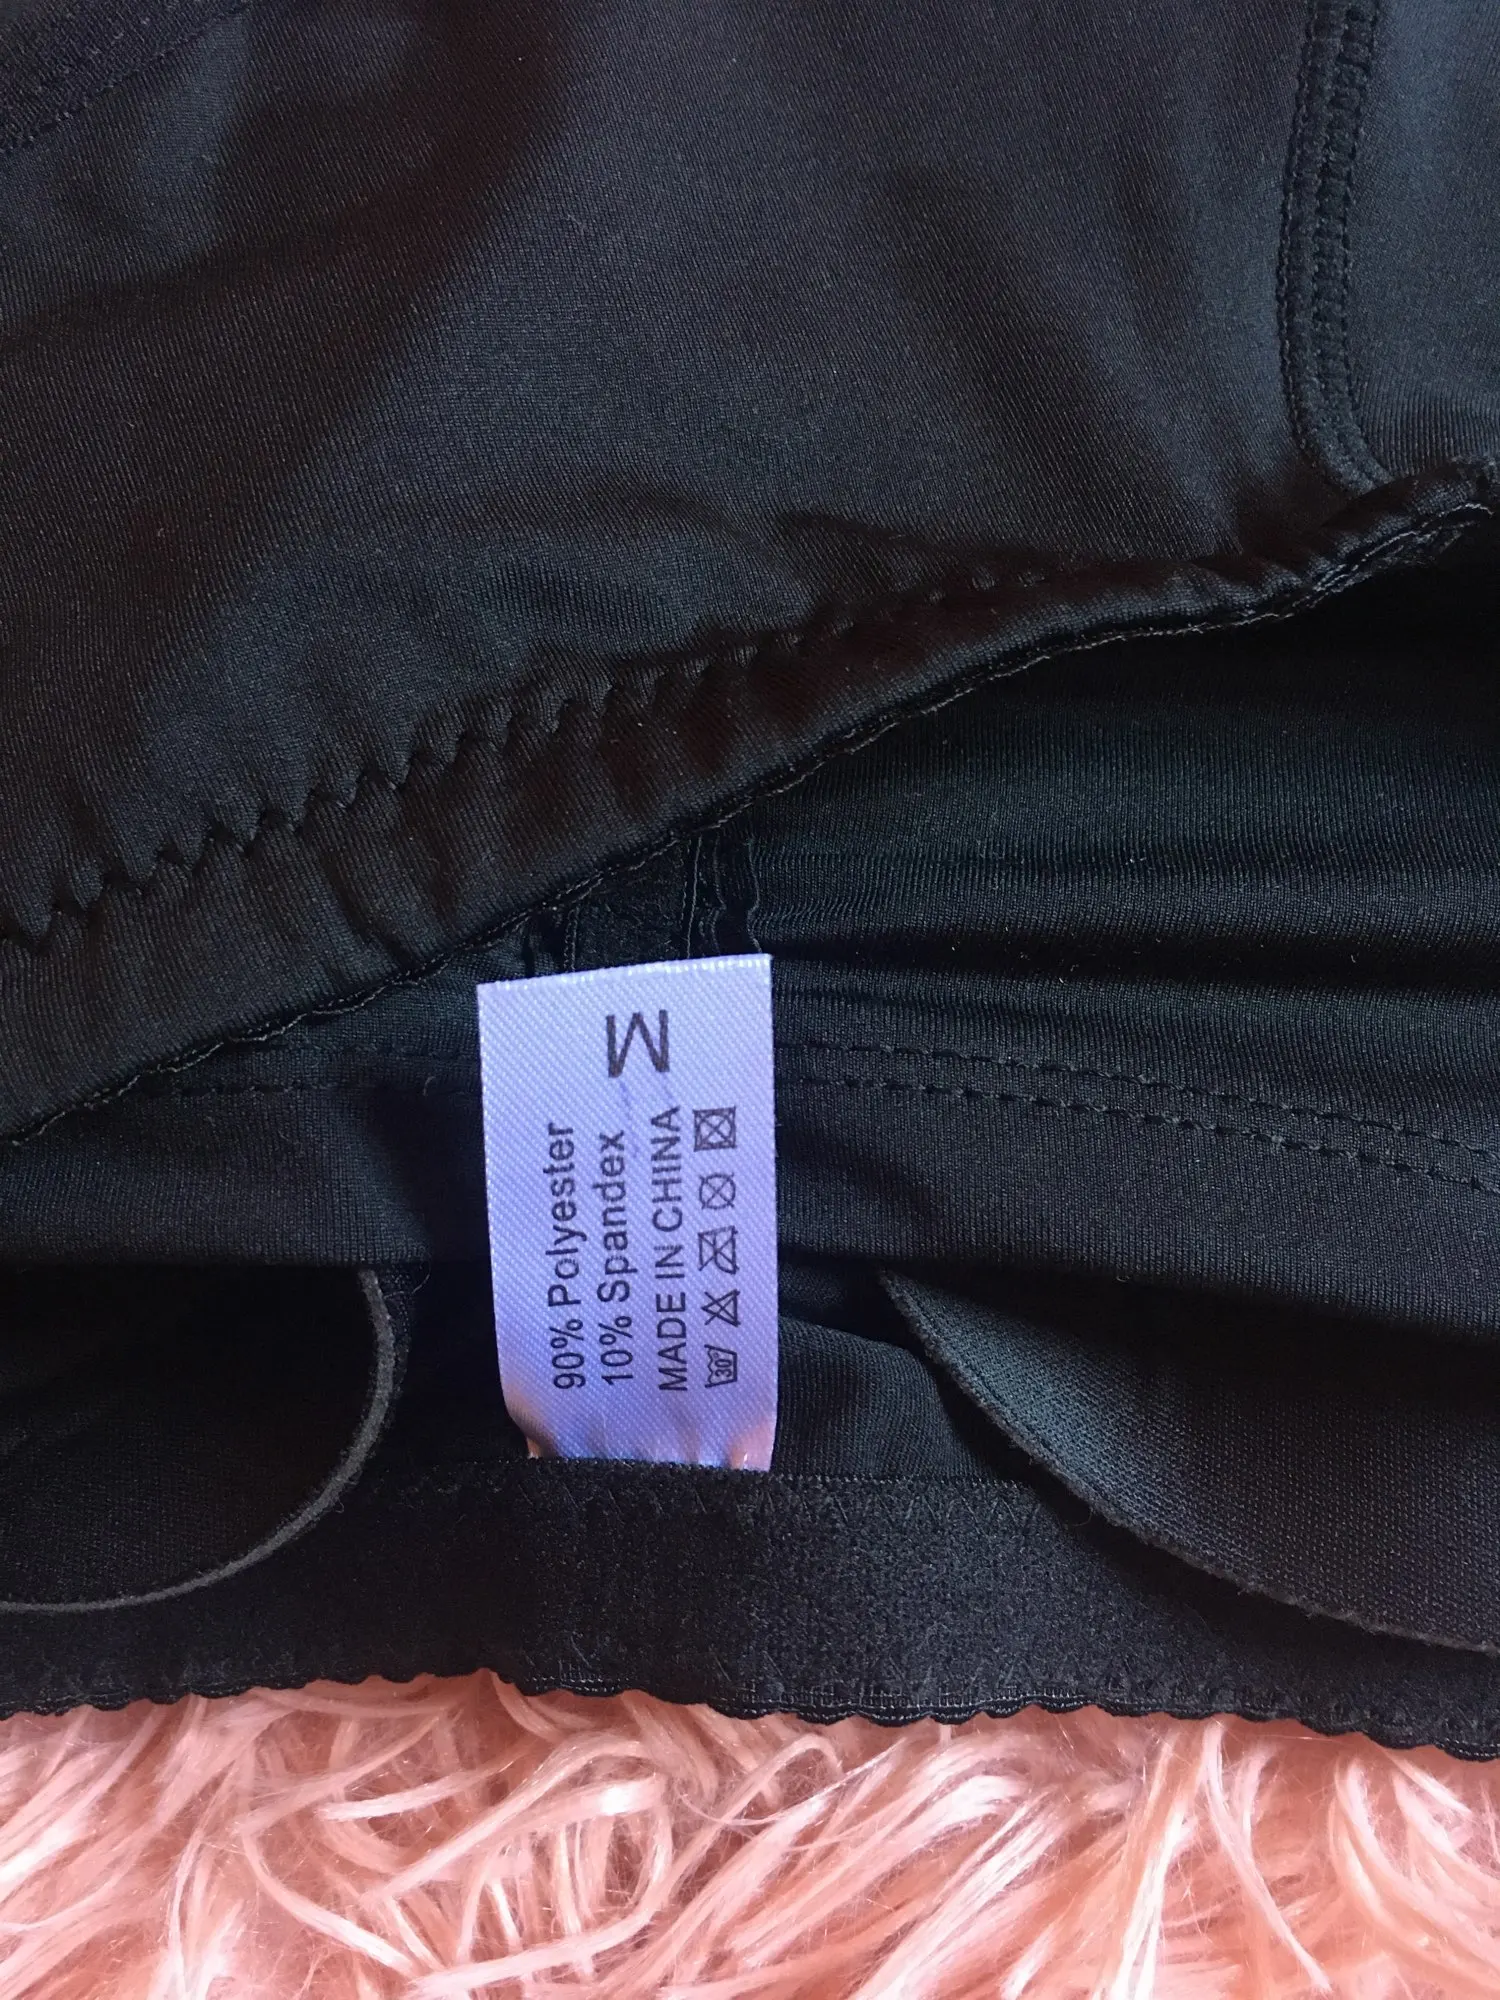 M
90% Polyester
10% Spandex
MADE IN CHINA
30